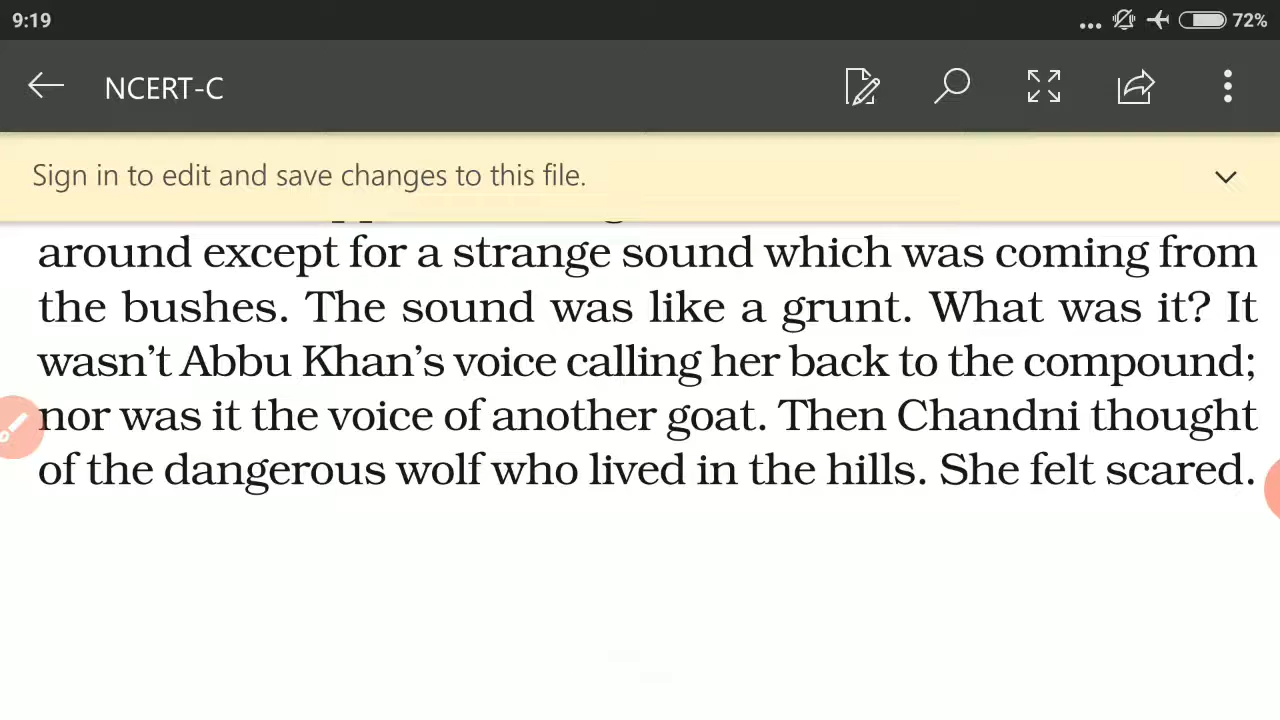 9:19
72%
NCERT-C
Sign in to edit and save changes to this file.
around except for a strange sound which was coming from
the bushes. The sound was like a grunt. What was it? It
wasn't Abbu Khan's voice calling her back to the compound;
nor was it the voice of another goat. Then Chandni thought
of the dangerous wolf who lived in the hills. She felt scared.